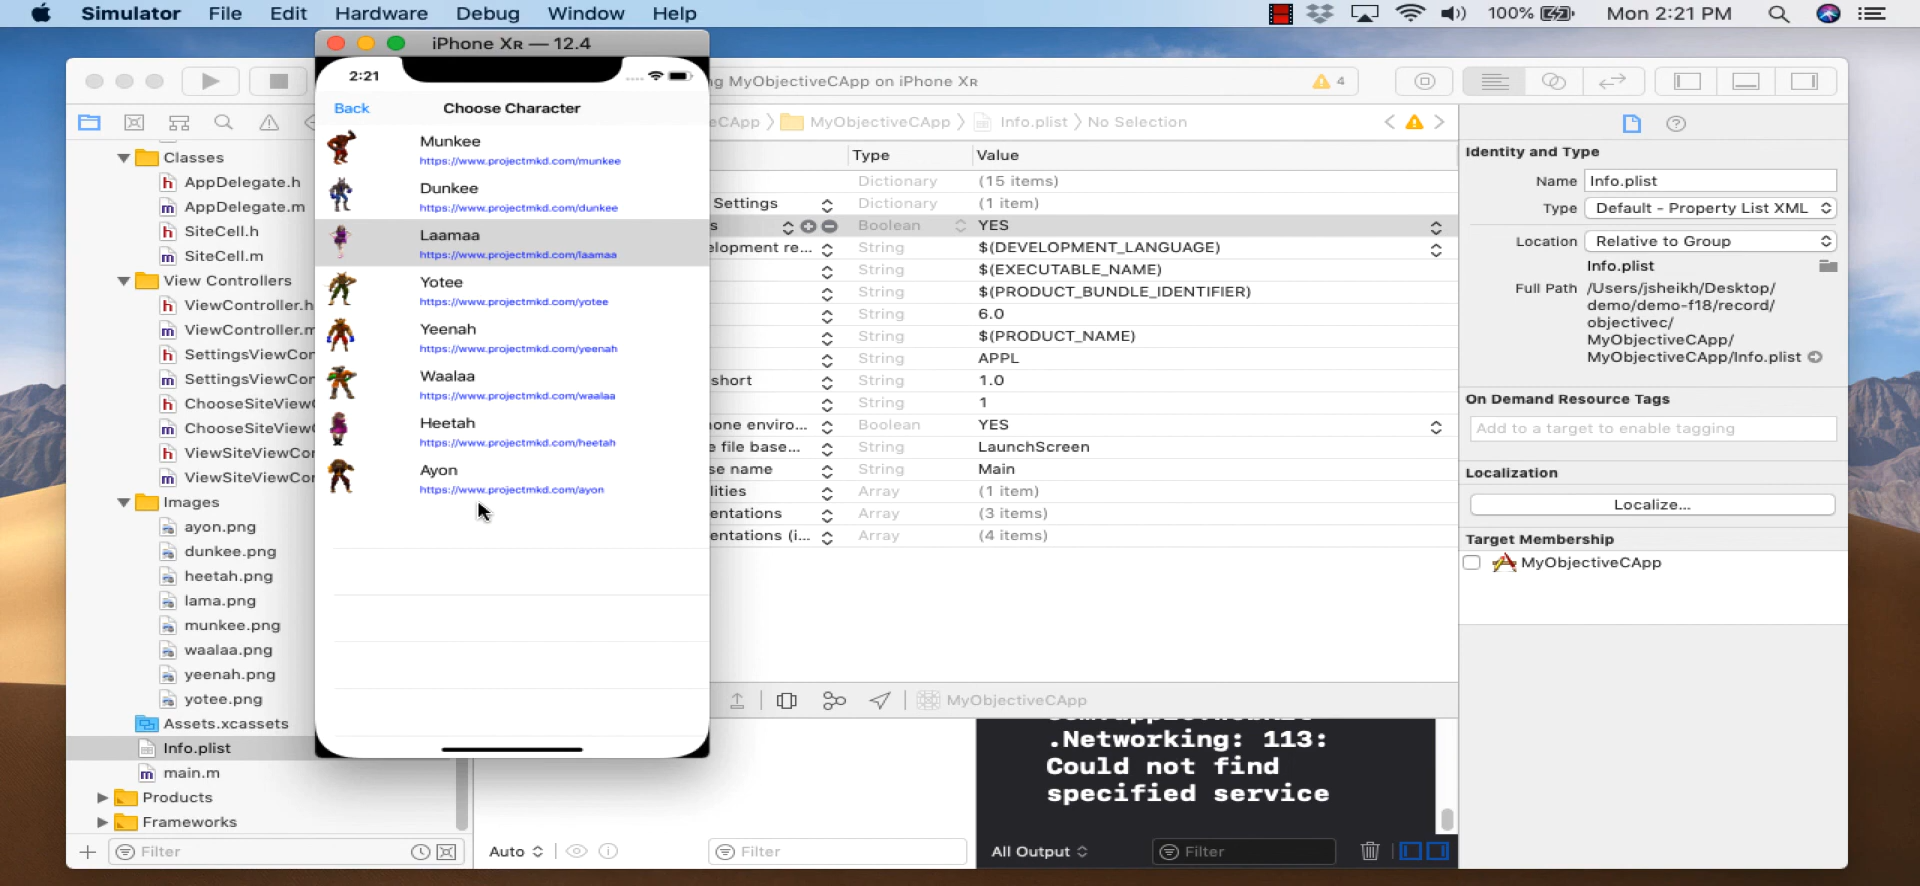 Simulator File Edit Hardware Debug Window Help
100% Mon 2:21 PM
iPhone XR — 12.4
2:21
Back Choose Character
Munkee
https://www.projectmkd.com/munkee
Dunkee
https://www.projectmkd.com/dunkee
Laamaa
https://www.projectmkd.com/laamaa
Yotee
https://www.projectmkd.com/yotee
Yeenah
https://www.projectmkd.com/yeenah
Waalaa
https://www.projectmkd.com/waalaa
Heetah
https://www.projectmkd.com/heetah
Ayon
https://www.projectmkd.com/ayon
Classes
h AppDelegate.h
m AppDelegate.m
h SiteCell.h
m SiteCell.m
View Controllers
h ViewController.h
m ViewController.m
h SettingsViewCon
m SettingsViewCon
h ChooseSiteView
m ChooseSiteView
h ViewSiteViewCo
m ViewSiteViewCo
Images
ayon.png
dunkee.png
heetah.png
lama.png
munkee.png
waalaa.png
yeenah.png
yotee.png
Assets.xcassets
Info.plist
m main.m
Products
Frameworks
Filter
g MyObjectiveCApp on iPhone XR 4
eCApp MyObjectiveCApp Info.plist No Selection
Type Value
Dictionary (15 items)
Settings Dictionary (1 item)
s Boolean YES
elopment re... String $(DEVELOPMENT_LANGUAGE)
String $(EXECUTABLE_NAME)
String $(PRODUCT_BUNDLE_IDENTIFIER)
String 6.0
String $(PRODUCT_NAME)
String APPL
short String 1.0
String 1
one enviro... Boolean YES
e file base... String LaunchScreen
se name String Main
lities Array (1 item)
entations Array (3 items)
entations (i... Array (4 items)
MyObjectiveCApp
.Networking: 113:
Could not find
specified service
Auto Filter
All Output Filter
Identity and Type
Name Info.plist
Type Default - Property List XML
Location Relative to Group
Info.plist
Full Path /Users/jsheikh/Desktop/
demo/demo-f18/record/
objectivec/
MyObjectiveCApp/
MyObjectiveCApp/Info.plist
On Demand Resource Tags
Add to a target to enable tagging
Localization
Localize...
Target Membership
MyObjectiveCApp